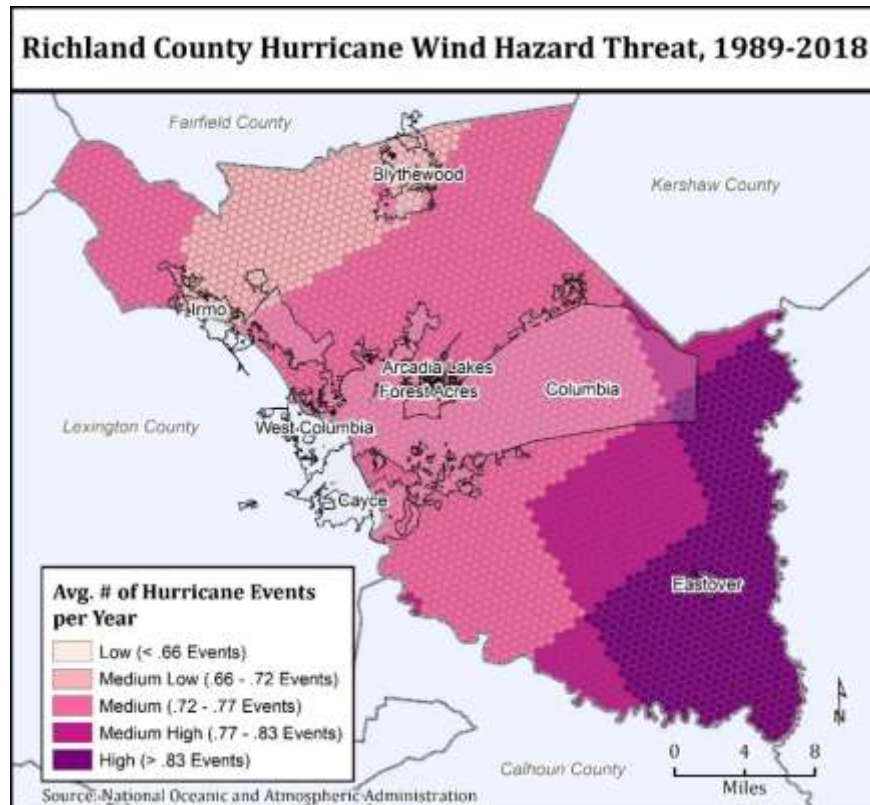 Richland County Hurricane Wind Hazard Threat, 1989-2018
Fairfield County
Blythewood
Kershaw County
Irmo
Arcadia Lakes
Forest Acres
Columbia
Lexington County
West Columbia
Cayce
Eastover
Avg. # of Hurricane Events
per Year
Low (< .66 Events)
Medium Low (.66 - .72 Events)
Medium (.72 - .77 Events)
Medium High (.77 - .83 Events)
High (> .83 Events)
N
0 4 8
Miles
Calhoun County
Source: National Oceanic and Atmospheric Administration